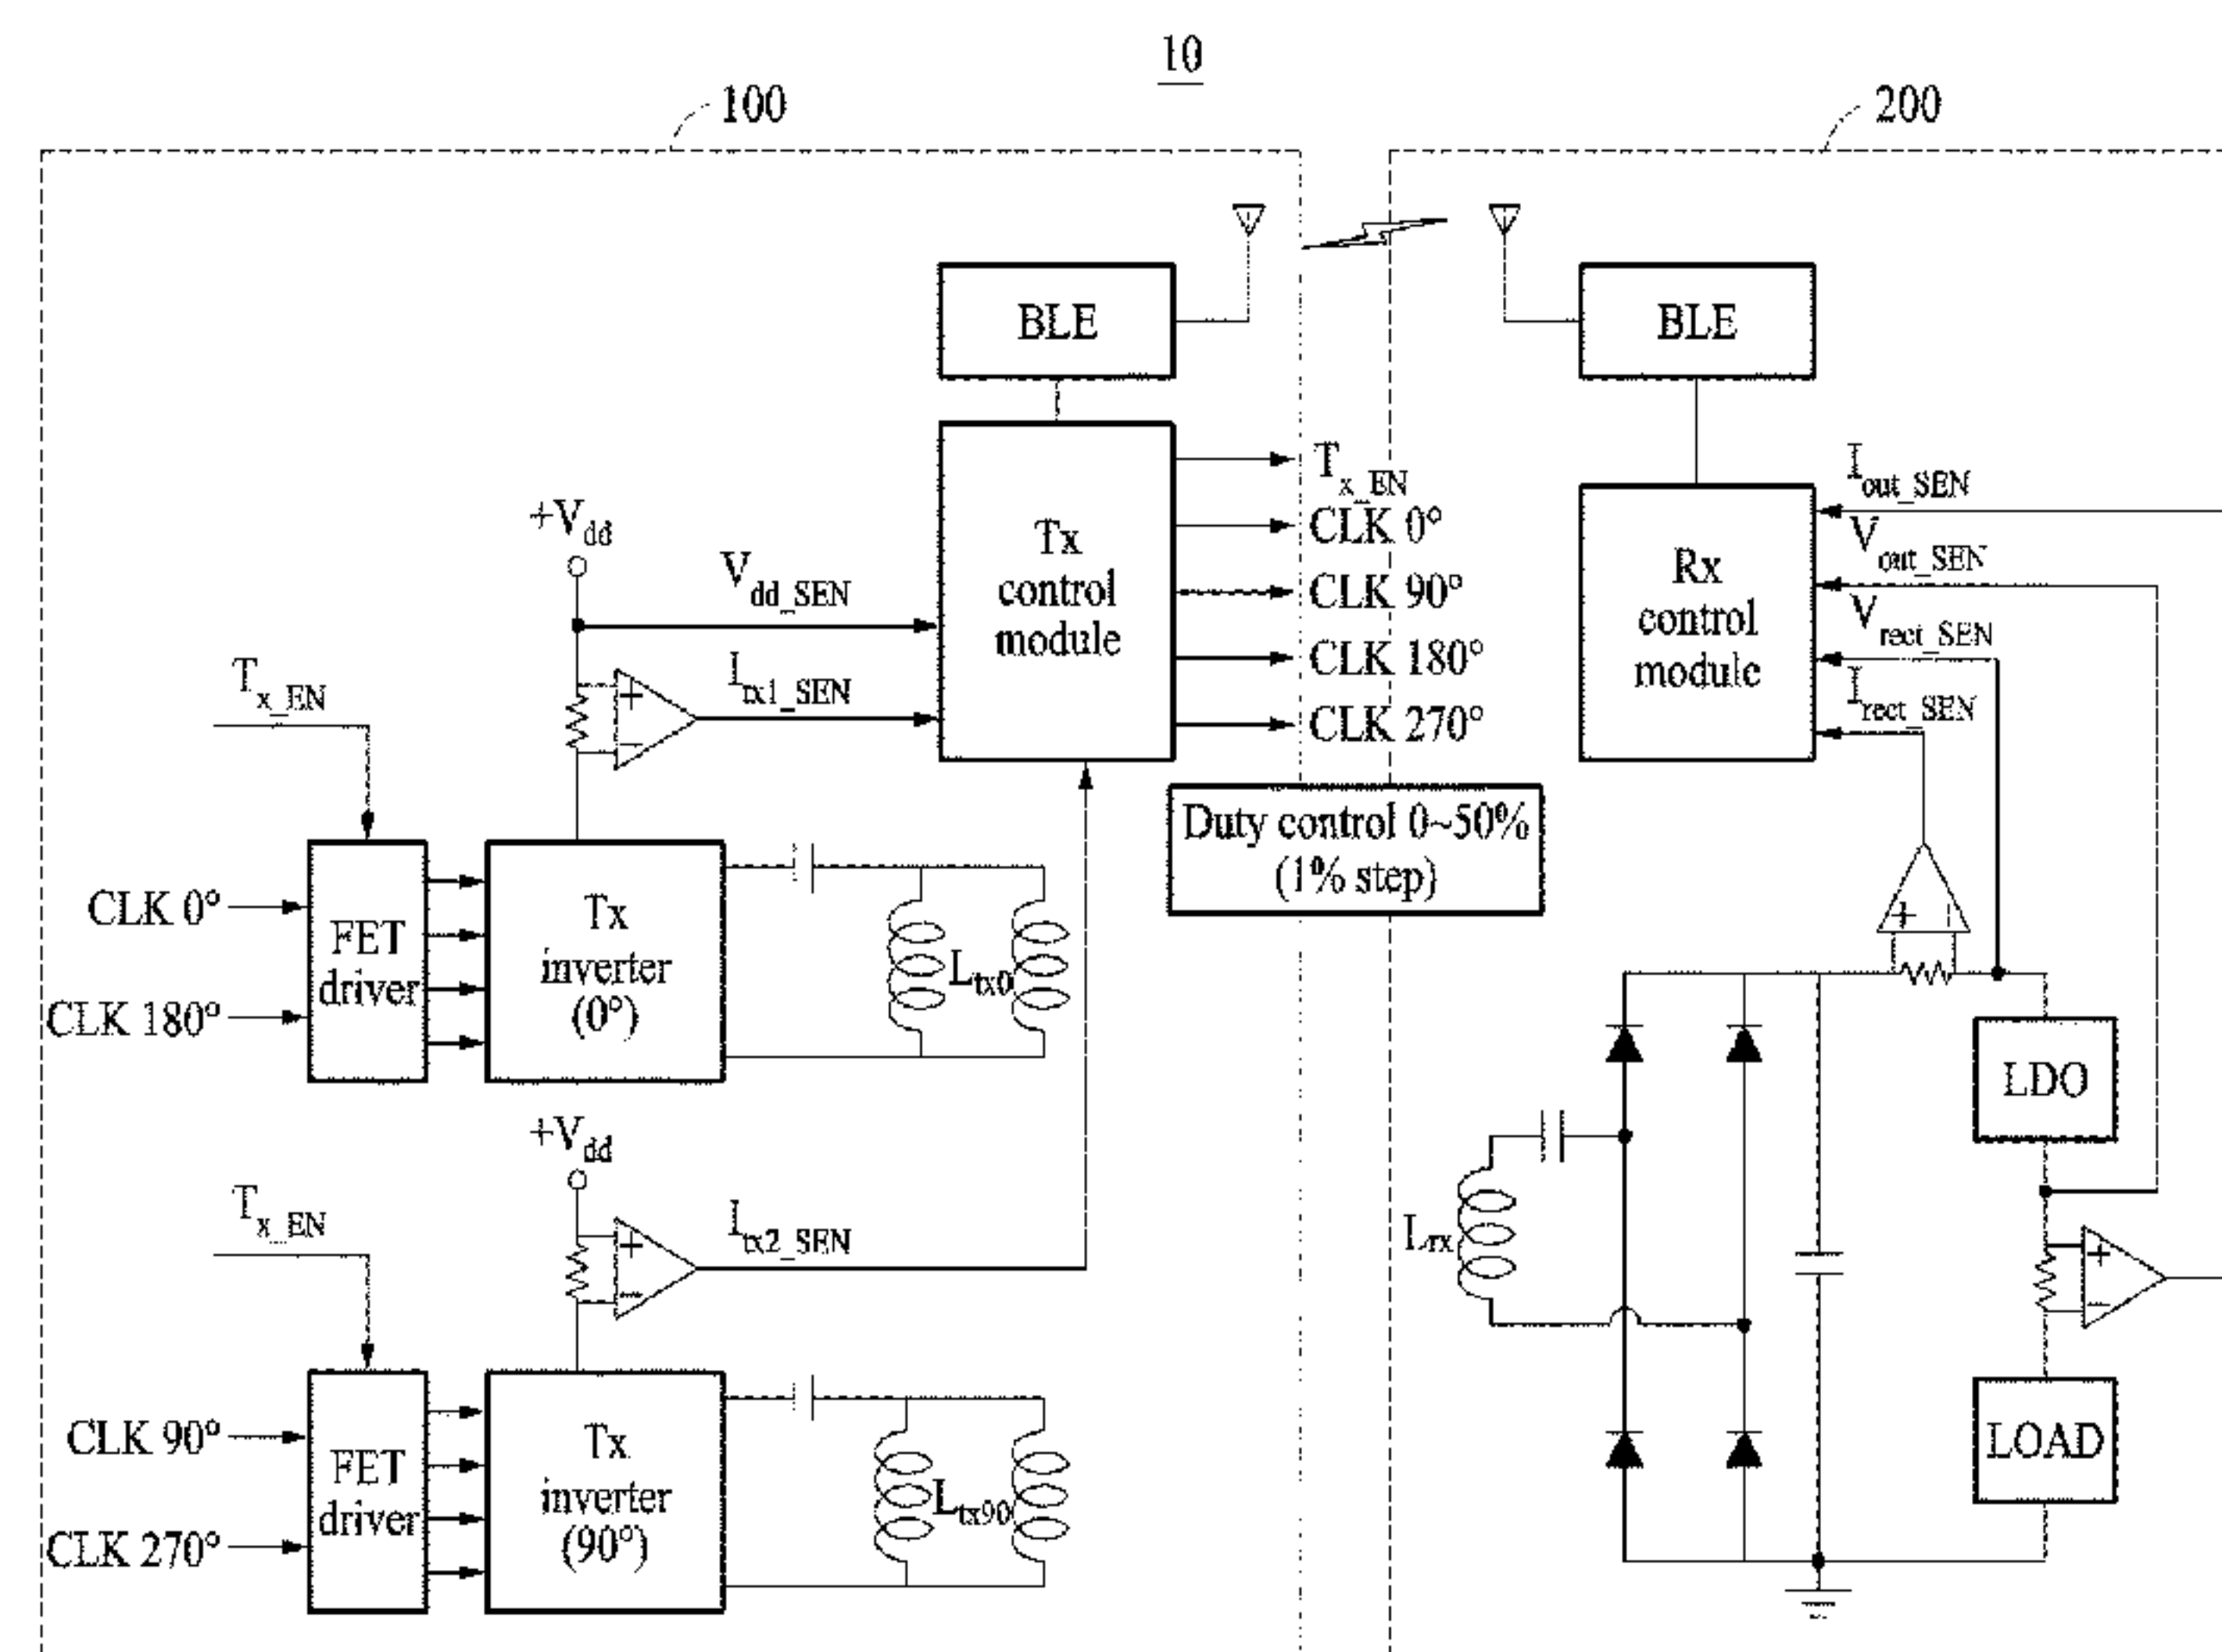 10
100
200
BLE
BLE
Tx
control
module
Tx_EN
CLK 0°
CLK 90°
CLK 180°
CLK 270°
Rx
control
module
Iout_SEN
Vout_SEN
Vrect_SEN
Irect_SEN
+Vdd
Vdd_SEN
Itx1_SEN
Tx_EN
CLK 0°
CLK 180°
FET
driver
Tx
inverter
(0°)
Ltx0
Duty control 0~50%
(1% step)
LDO
+Vdd
Itx2_SEN
Tx_EN
Lrx
CLK 90°
CLK 270°
FET
driver
Tx
inverter
(90°)
Ltx90
LOAD